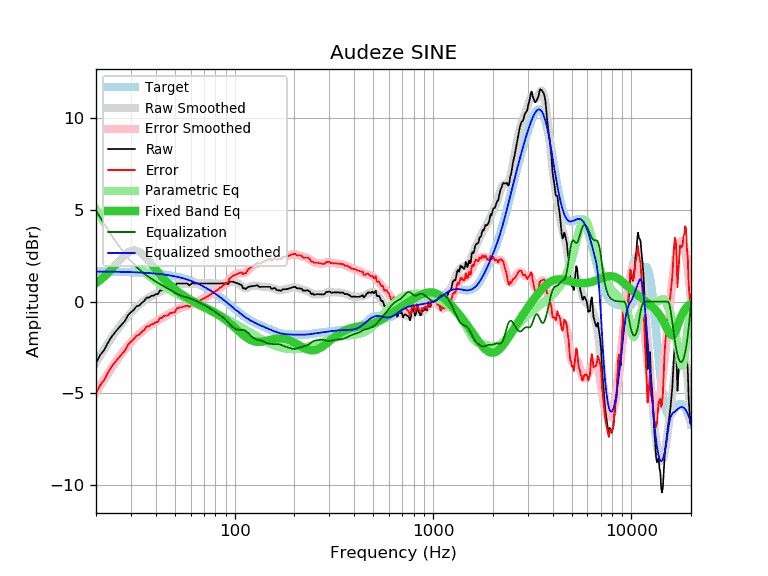 Audeze SINE
Target
Raw Smoothed
Error Smoothed
Raw
Error
Parametric Eq
Fixed Band Eq
Equalization
Equalized smoothed
10
5
0
−5
−10
Amplitude (dBr)
100
1000
10000
Frequency (Hz)